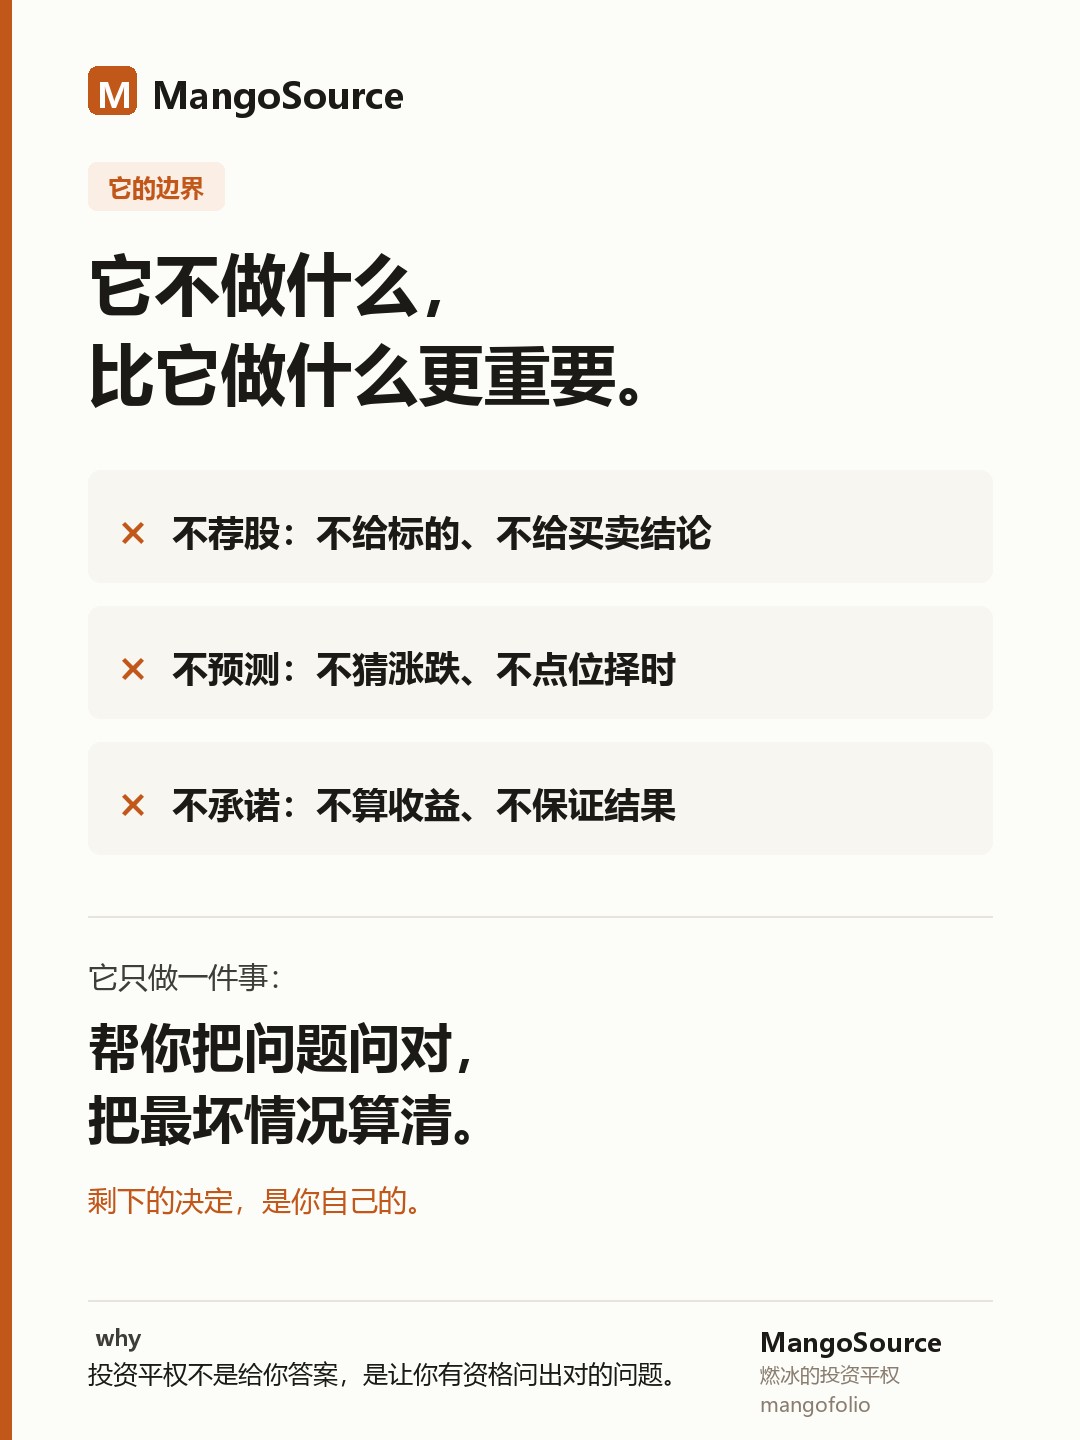 M MangoSource
它的边界
它不做什么，
比它做什么更重要。
× 不荐股：不给标的、不给买卖结论
× 不预测：不猜涨跌、不点位择时
× 不承诺：不算收益、不保证结果
它只做一件事：
帮你把问题问对，
把最坏情况算清。
剩下的决定，是你自己的。
why
投资平权不是给你答案，是让你有资格问出对的问题。
MangoSource
燃冰的投资平权
mangofolio